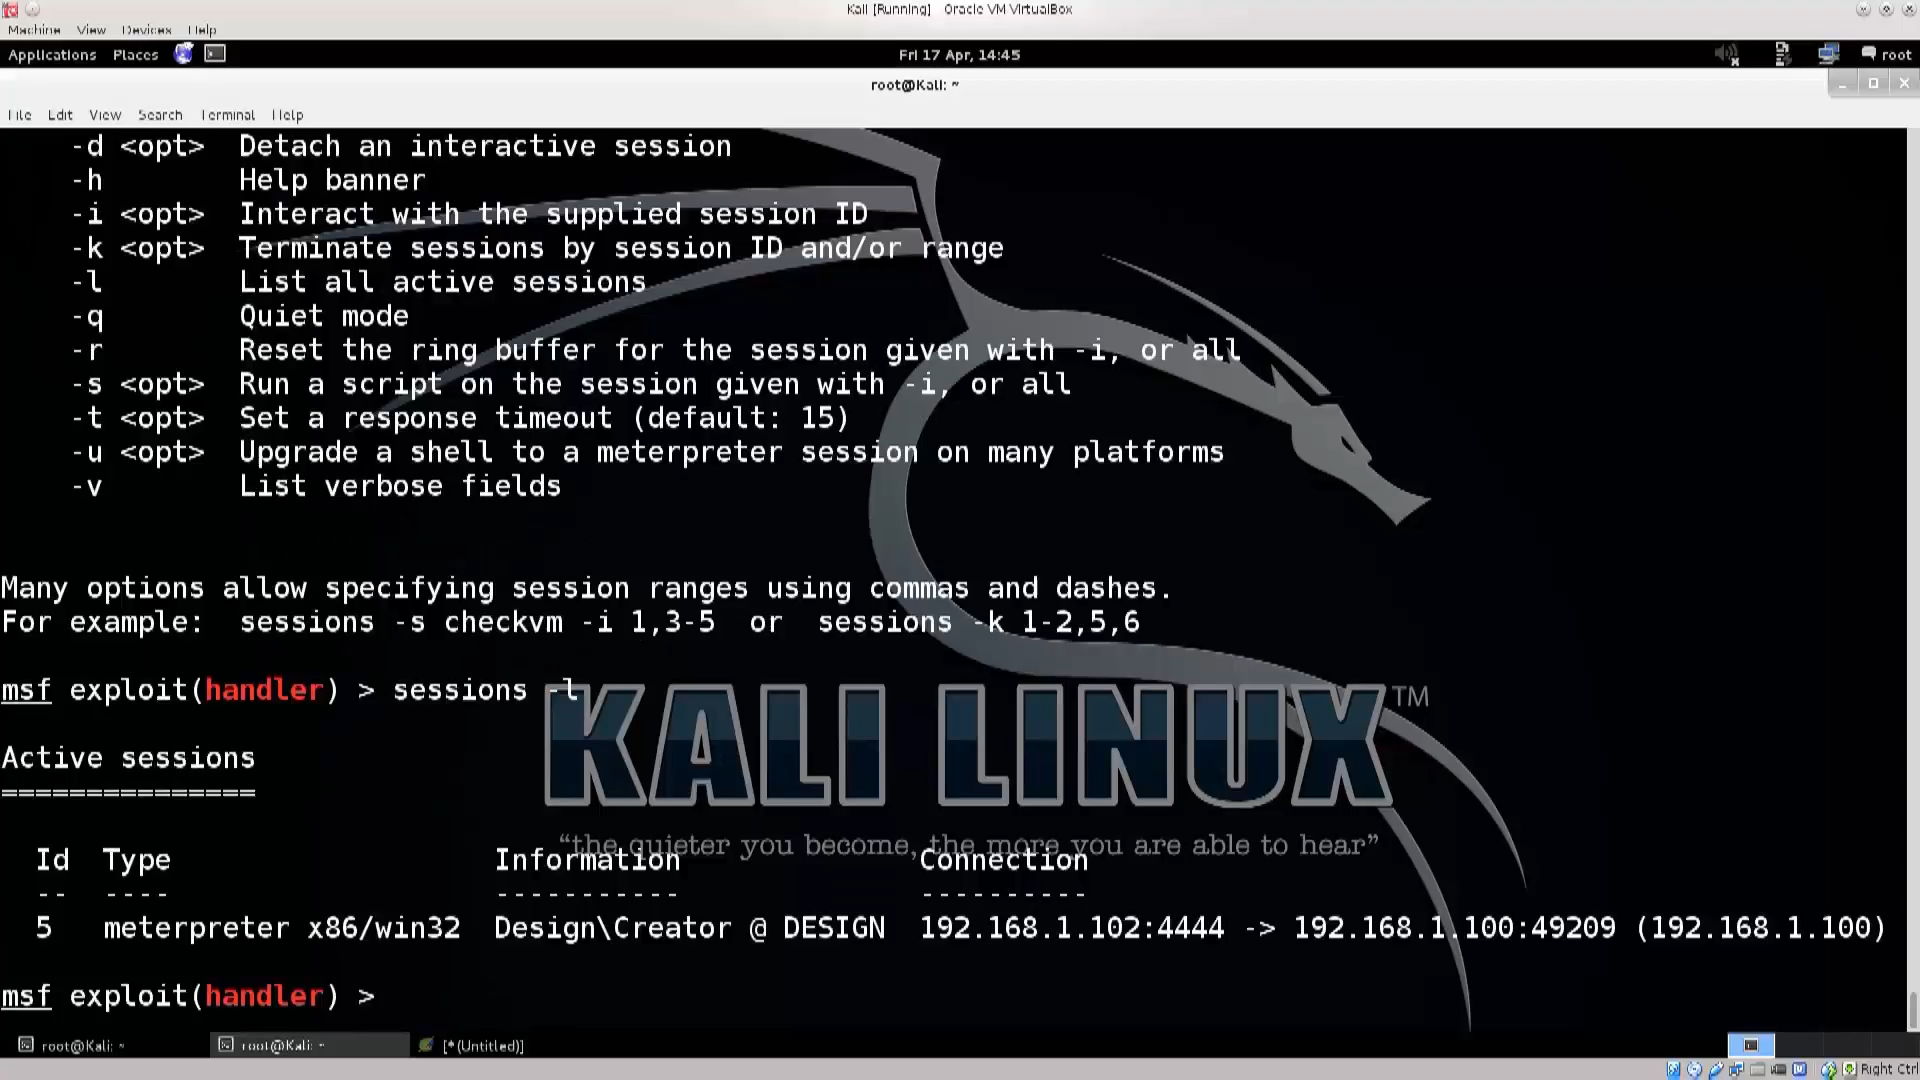 Kali [Running] Oracle VM VirtualBox
Machine View Devices Help
Applications Places Fri 17 Apr, 14:45 root
root@Kali: ~
File Edit View Search Terminal Help
-d <opt> Detach an interactive session
-h Help banner
-i <opt> Interact with the supplied session ID
-k <opt> Terminate sessions by session ID and/or range
-l List all active sessions
-q Quiet mode
-r Reset the ring buffer for the session given with -i, or all
-s <opt> Run a script on the session given with -i, or all
-t <opt> Set a response timeout (default: 15)
-u <opt> Upgrade a shell to a meterpreter session on many platforms
-v List verbose fields
Many options allow specifying session ranges using commas and dashes.
For example: sessions -s checkvm -i 1,3-5 or sessions -k 1-2,5,6
msf exploit(handler) > sessions -l
KALI LINUX™
Active sessions
===============
“the quieter you become, the more you are able to hear”
Id Type Information Connection
-- ---- ----------- ----------
5 meterpreter x86/win32 Design\Creator @ DESIGN 192.168.1.102:4444 -> 192.168.1.100:49209 (192.168.1.100)
msf exploit(handler) >
root@Kali: ~ root@Kali: ~ [*(Untitled)]
Right Ctrl